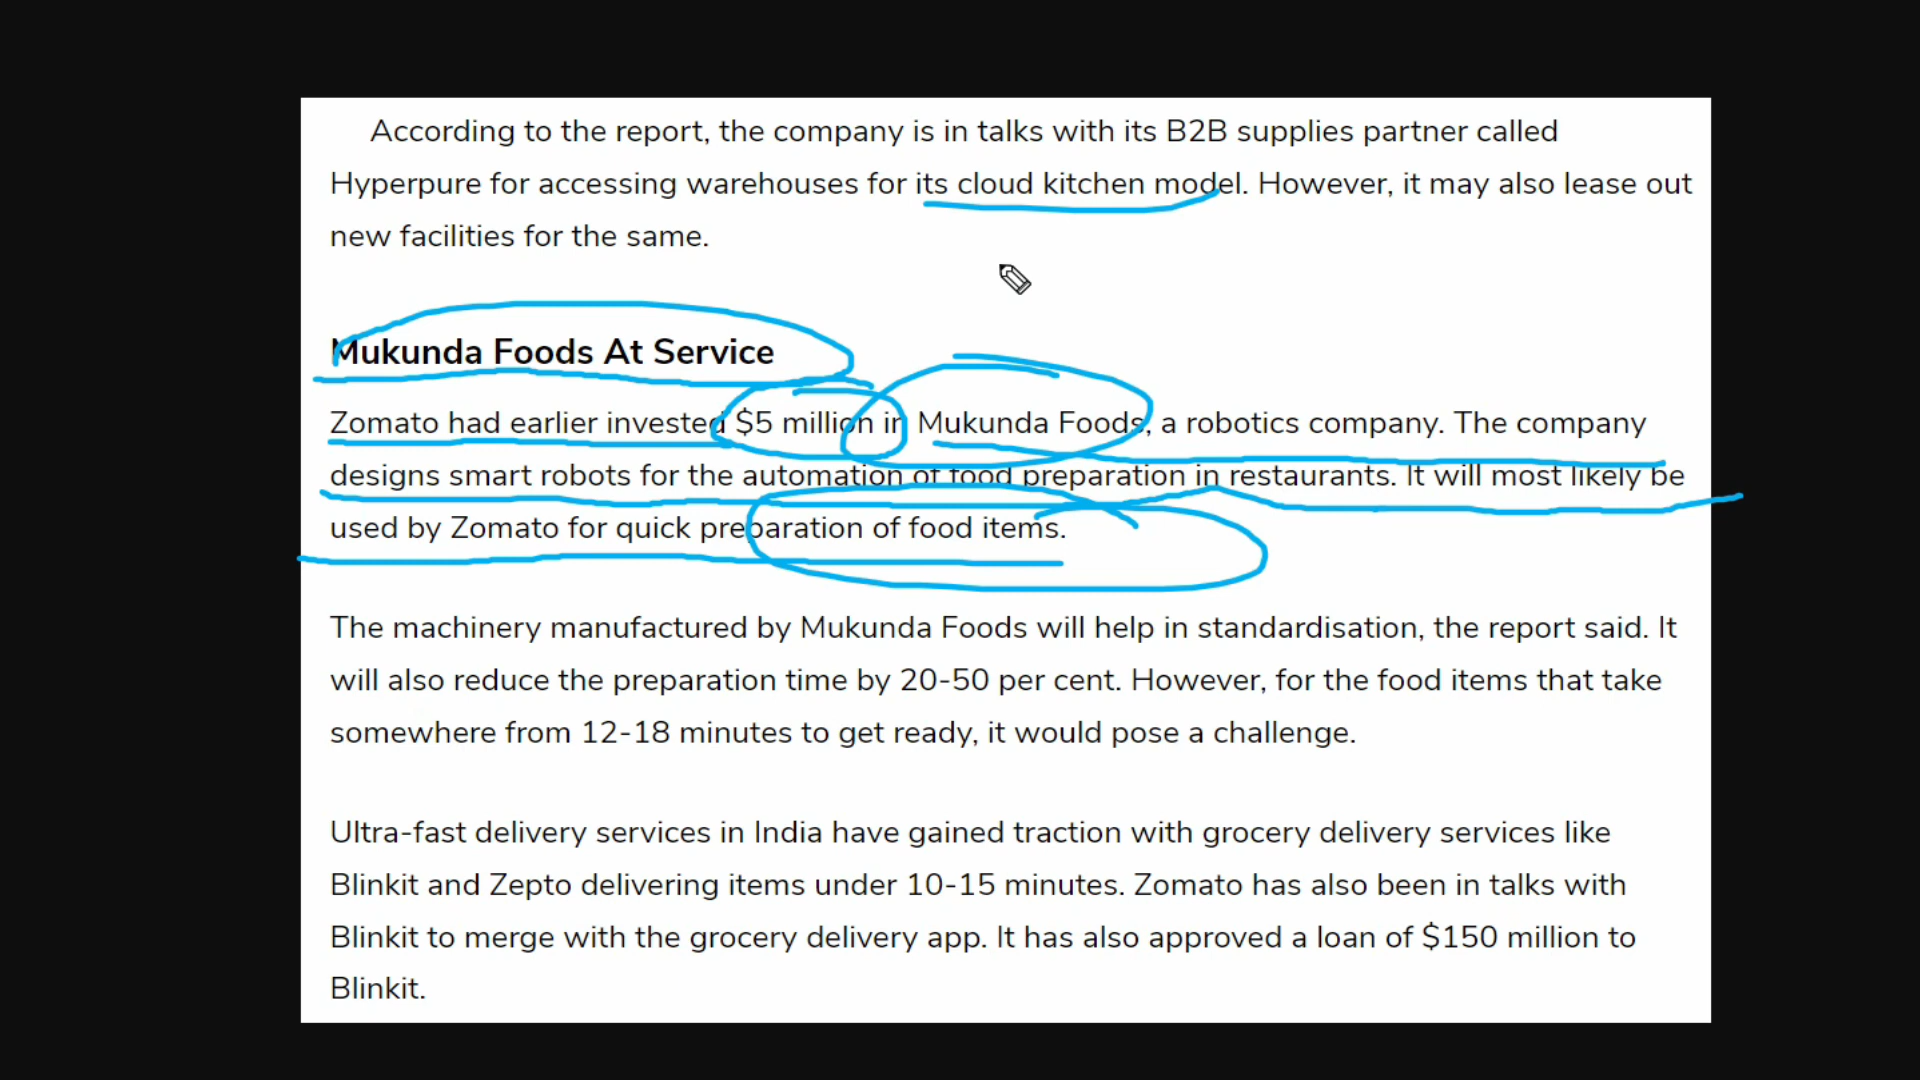 According to the report, the company is in talks with its B2B supplies partner called
Hyperpure for accessing warehouses for its cloud kitchen model. However, it may also lease out
new facilities for the same.
Mukunda Foods At Service
Zomato had earlier invested $5 million in Mukunda Foods, a robotics company. The company
designs smart robots for the automation of food preparation in restaurants. It will most likely be
used by Zomato for quick preparation of food items.
The machinery manufactured by Mukunda Foods will help in standardisation, the report said. It
will also reduce the preparation time by 20-50 per cent. However, for the food items that take
somewhere from 12-18 minutes to get ready, it would pose a challenge.
Ultra-fast delivery services in India have gained traction with grocery delivery services like
Blinkit and Zepto delivering items under 10-15 minutes. Zomato has also been in talks with
Blinkit to merge with the grocery delivery app. It has also approved a loan of $150 million to
Blinkit.